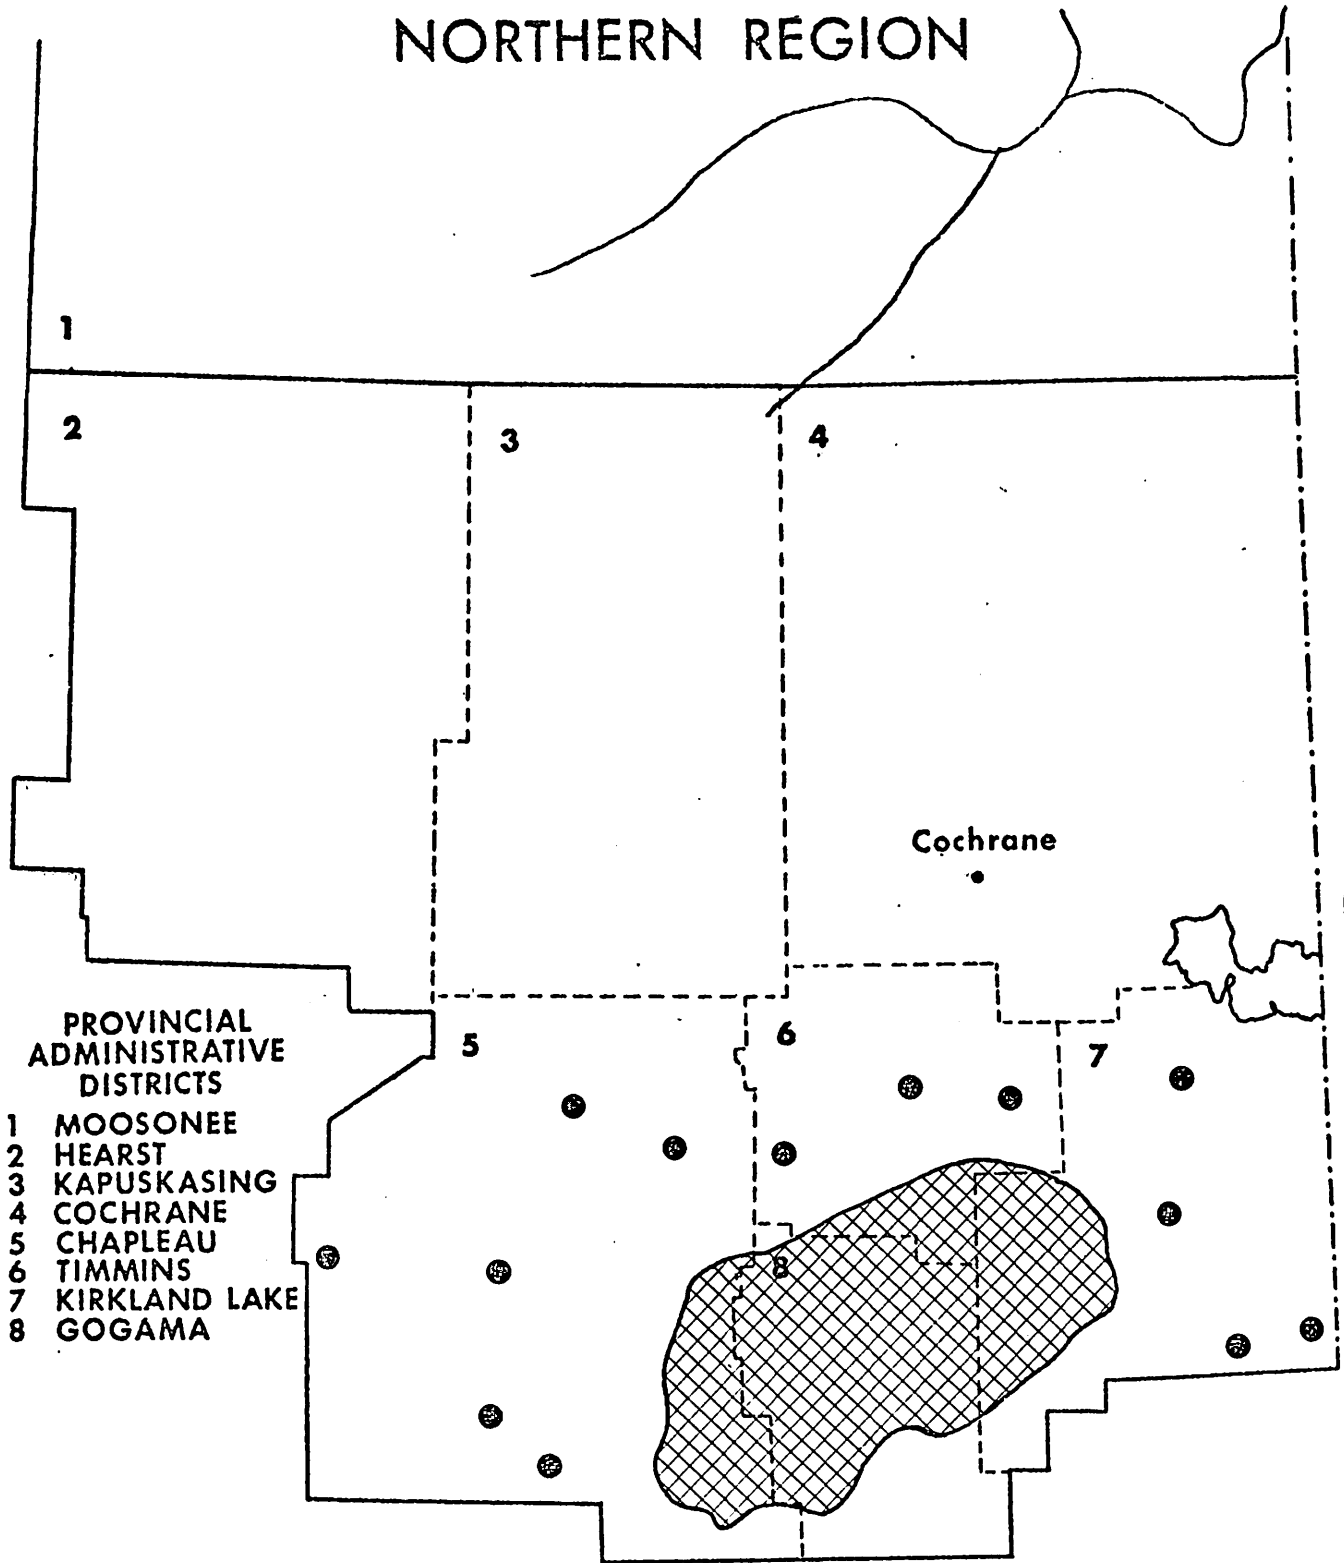 NORTHERN REGION
1
2
3
4
Cochrane
5
6
7
8
PROVINCIAL
ADMINISTRATIVE
DISTRICTS
1 MOOSONEE
2 HEARST
3 KAPUSKASING
4 COCHRANE
5 CHAPLEAU
6 TIMMINS
7 KIRKLAND LAKE
8 GOGAMA